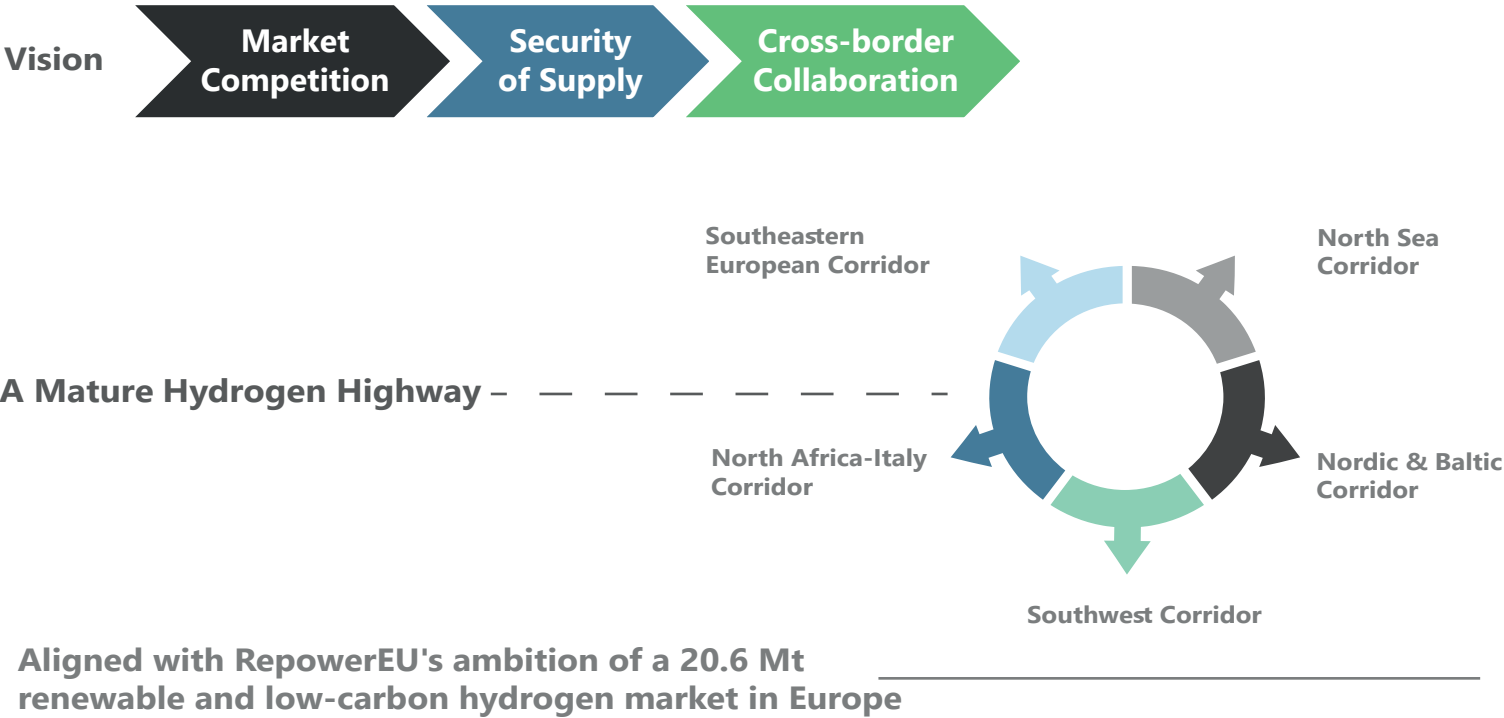 Vision
Market
Competition
Security
of Supply
Cross-border
Collaboration
Southeastern
European Corridor
North Sea
Corridor
A Mature Hydrogen Highway
North Africa-Italy
Corridor
Nordic & Baltic
Corridor
Southwest Corridor
Aligned with RepowerEU's ambition of a 20.6 Mt
renewable and low-carbon hydrogen market in Europe